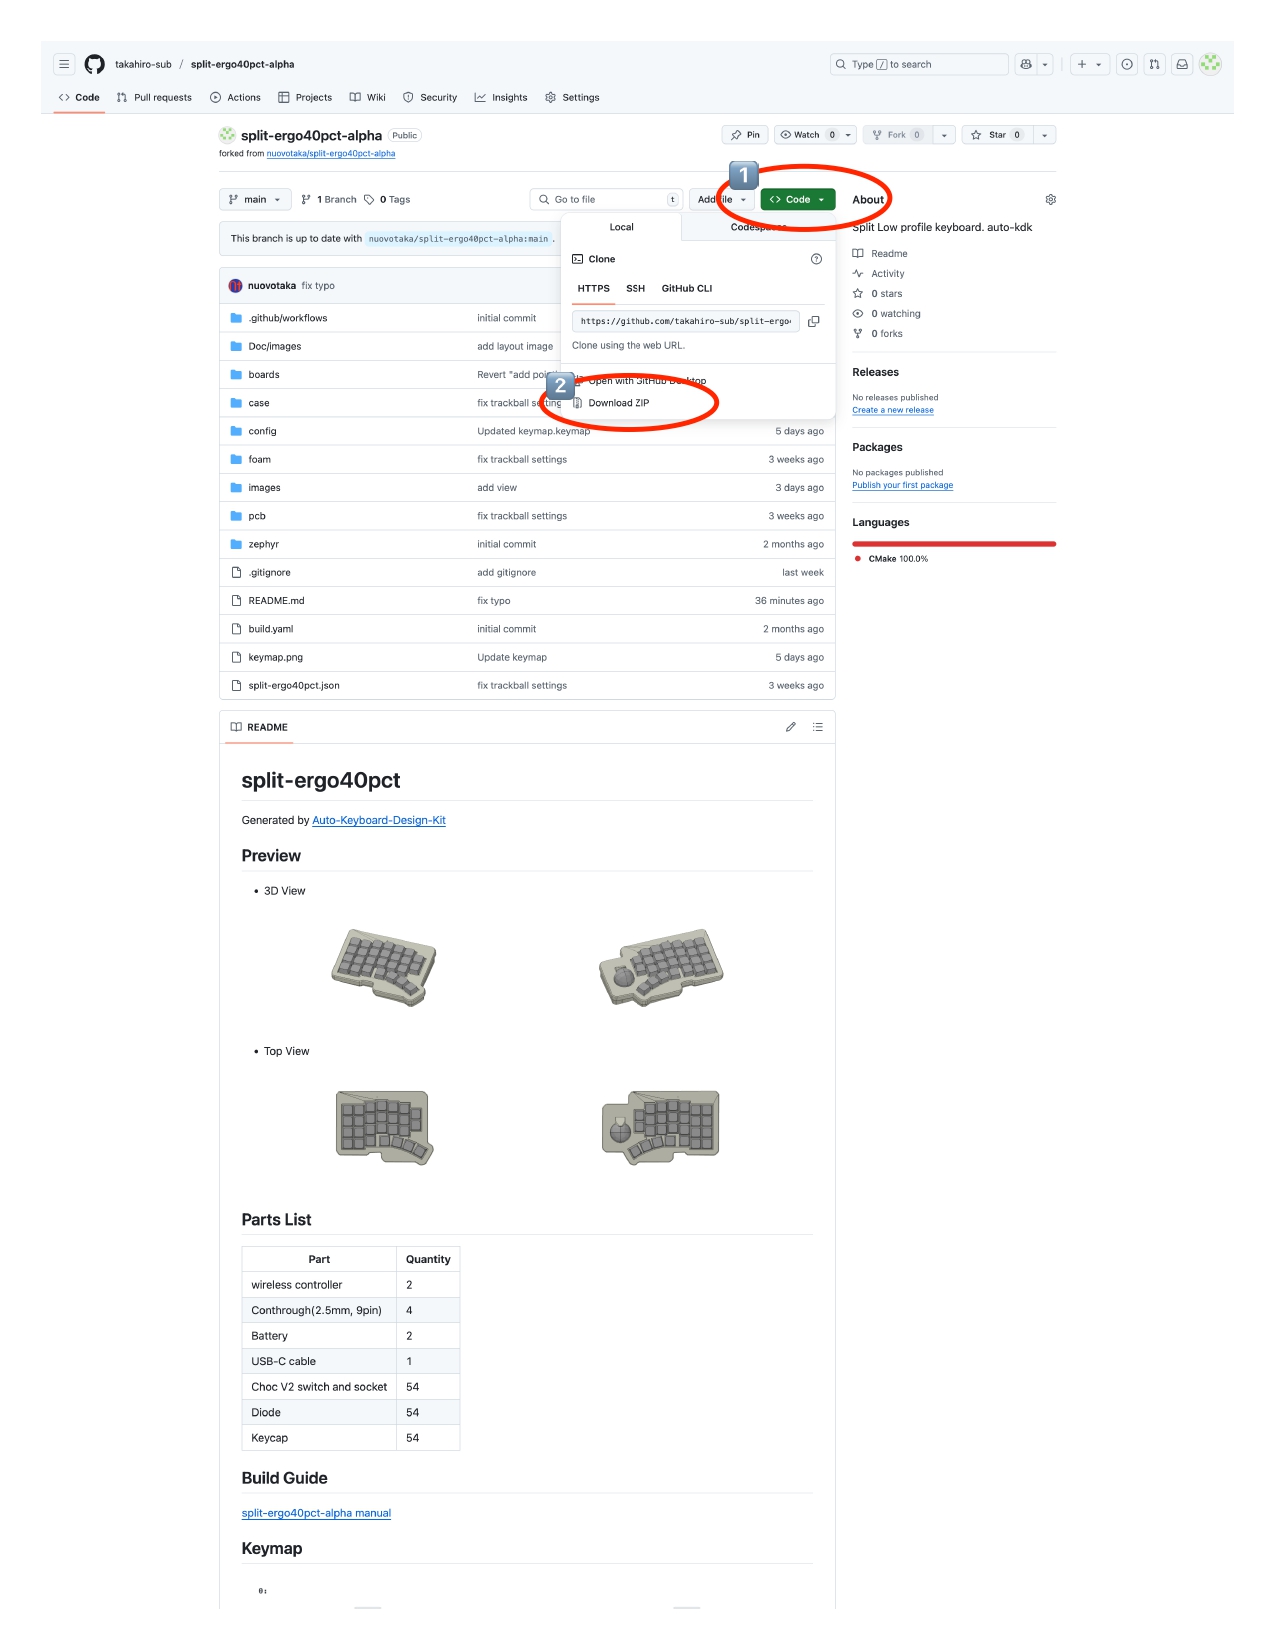 takahiro-sub / split-ergo40pct-alpha
Type / to search
Code Pull requests Actions Projects Wiki Security Insights Settings
split-ergo40pct-alpha Public
Pin Watch 0 Fork 0 Star 0
forked from nuovotaka/split-ergo40pct-alpha
1
main 1 Branch 0 Tags Go to file t Add file Code
This branch is up to date with nuovotaka/split-ergo40pct-alpha:main .
Local
Clone
HTTPS SSH GitHub CLI
https://github.com/takahiro-sub/split-ergo
Clone using the web URL.
2
Open with GitHub Desktop
Download ZIP
nuovotaka fix typo
.github/workflows initial commit
Doc/images add layout image
boards Revert "add
case fix trackball setting
config Updated keymap.keymap 5 days ago
foam fix trackball settings 3 weeks ago
images add view 3 days ago
pcb fix trackball settings 3 weeks ago
zephyr initial commit 2 months ago
.gitignore add gitignore last week
README.md fix typo 36 minutes ago
build.yaml initial commit 2 months ago
keymap.png Update keymap 5 days ago
split-ergo40pct.json fix trackball settings 3 weeks ago
About
Split Low profile keyboard. auto-kdk
Readme
Activity
0 stars
0 watching
0 forks
Releases
No releases published
Create a new release
Packages
No packages published
Publish your first package
Languages
CMake 100.0%
README
split-ergo40pct
Generated by Auto-Keyboard-Design-Kit
Preview
• 3D View
• Top View
Parts List
Part Quantity
wireless controller 2
Conthrough(2.5mm, 9pin) 4
Battery 2
USB-C cable 1
Choc V2 switch and socket 54
Diode 54
Keycap 54
Build Guide
split-ergo40pct-alpha manual
Keymap
0: